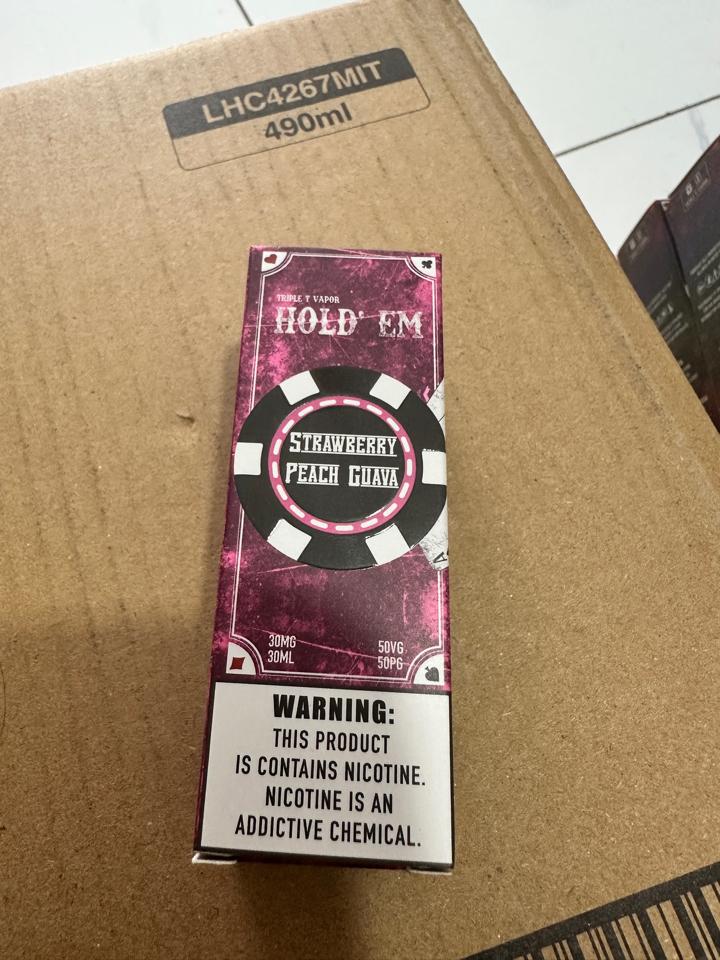 LHC4267MIT
490ml
TRIPLE T VAPOR
HOLD' EM
STRAWBERRY
PEACH GUAVA
30MG
30ML
50VG
50PG
WARNING:
THIS PRODUCT
IS CONTAINS NICOTINE.
NICOTINE IS AN
ADDICTIVE CHEMICAL.